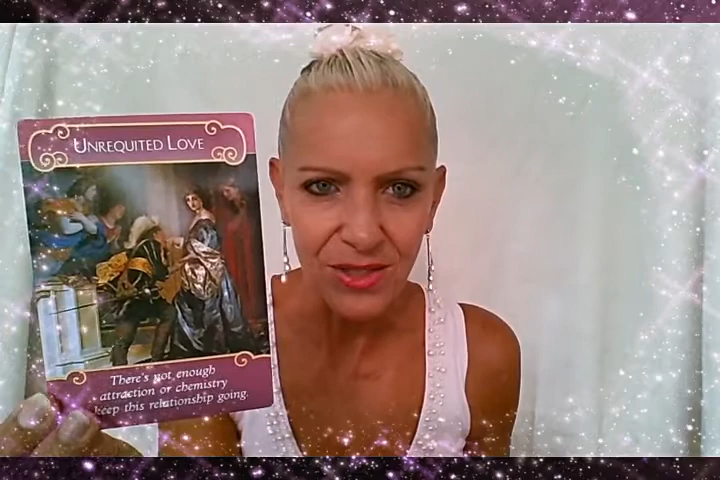 UNREQUITED LOVE
There's not enough
attraction or chemistry
keep this relationship going.